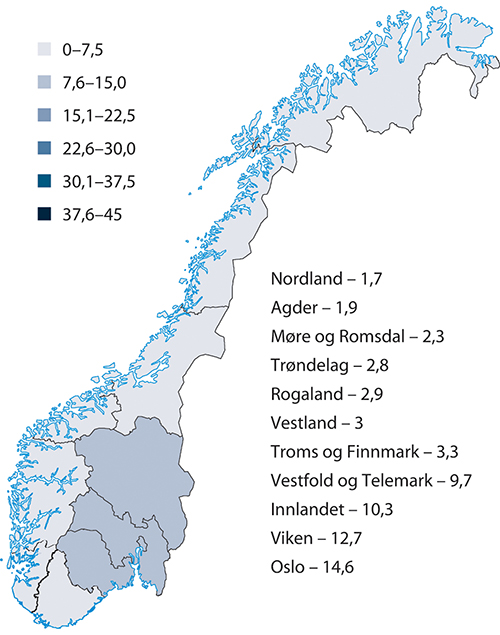 0–7,5
7,6–15,0
15,1–22,5
22,6–30,0
30,1–37,5
37,6–45
Nordland – 1,7
Agder – 1,9
Møre og Romsdal – 2,3
Trøndelag – 2,8
Rogaland – 2,9
Vestland – 3
Troms og Finnmark – 3,3
Vestfold og Telemark – 9,7
Innlandet – 10,3
Viken – 12,7
Oslo – 14,6